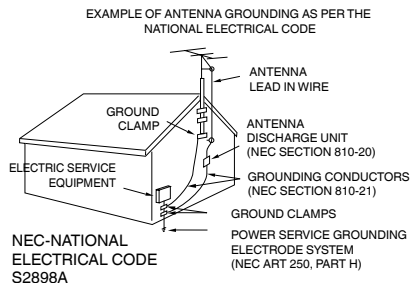 EXAMPLE OF ANTENNA GROUNDING AS PER THE
NATIONAL ELECTRICAL CODE
ANTENNA
LEAD IN WIRE
GROUND
CLAMP
ANTENNA
DISCHARGE UNIT
(NEC SECTION 810-20)
ELECTRIC SERVICE
EQUIPMENT
GROUNDING CONDUCTORS
(NEC SECTION 810-21)
GROUND CLAMPS
POWER SERVICE GROUNDING
ELECTRODE SYSTEM
(NEC ART 250, PART H)
NEC-NATIONAL
ELECTRICAL CODE
S2898A